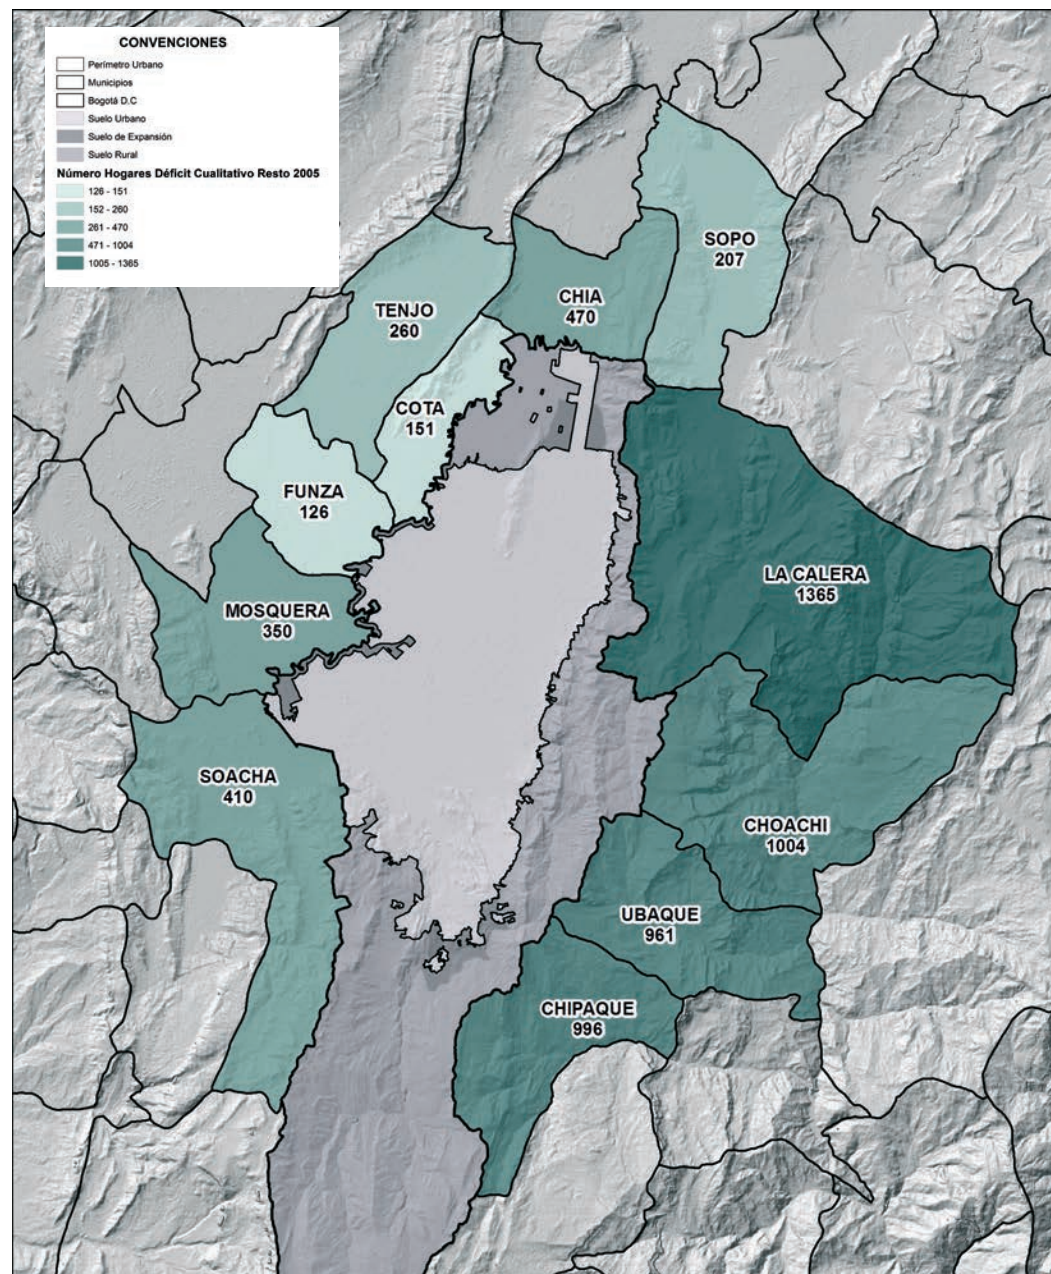 CONVENCIONES
Perímetro Urbano
Municipios
Bogotá D.C
Suelo Urbano
Suelo de Expansión
Suelo Rural
Número Hogares Déficit Cualitativo Resto 2005
126 - 151
152 - 260
261 - 470
471 - 1004
1005 - 1365
SOPO
207
CHIA
470
TENJO
260
COTA
151
FUNZA
126
LA CALERA
1365
MOSQUERA
350
SOACHA
410
CHOACHI
1004
UBAQUE
961
CHIPAQUE
996